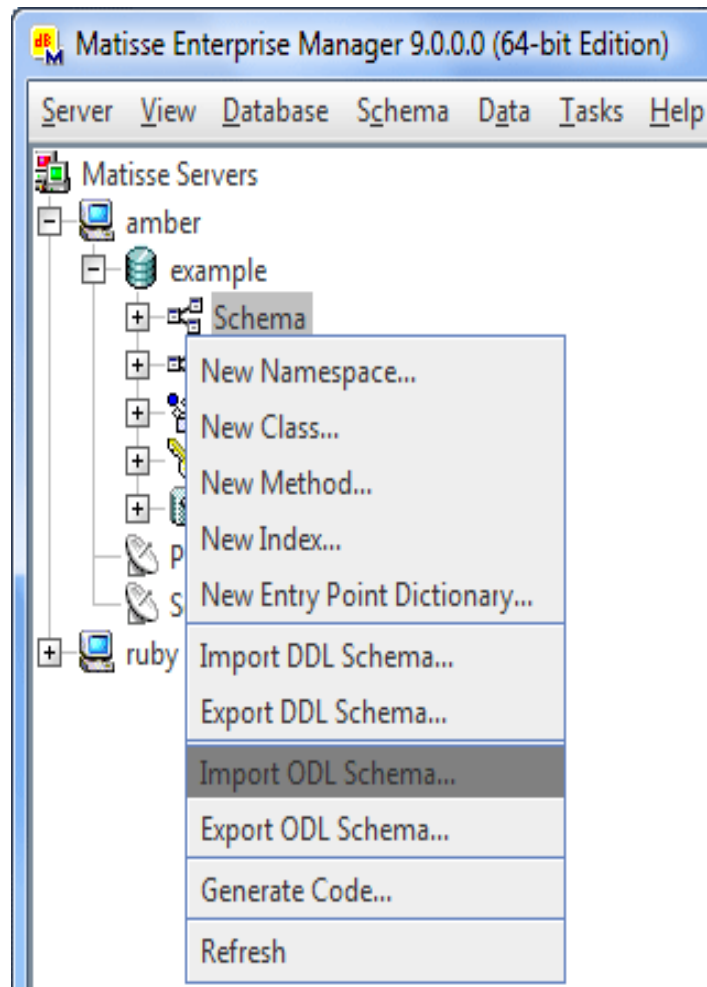 Matisse Enterprise Manager 9.0.0.0 (64-bit Edition)
Server View Database Schema Data Tasks Help
Matisse Servers
amber
example
Schema
New Namespace...
New Class...
New Method...
New Index...
P
New Entry Point Dictionary...
S
ruby
Import DDL Schema...
Export DDL Schema...
Import ODL Schema...
Export ODL Schema...
Generate Code...
Refresh